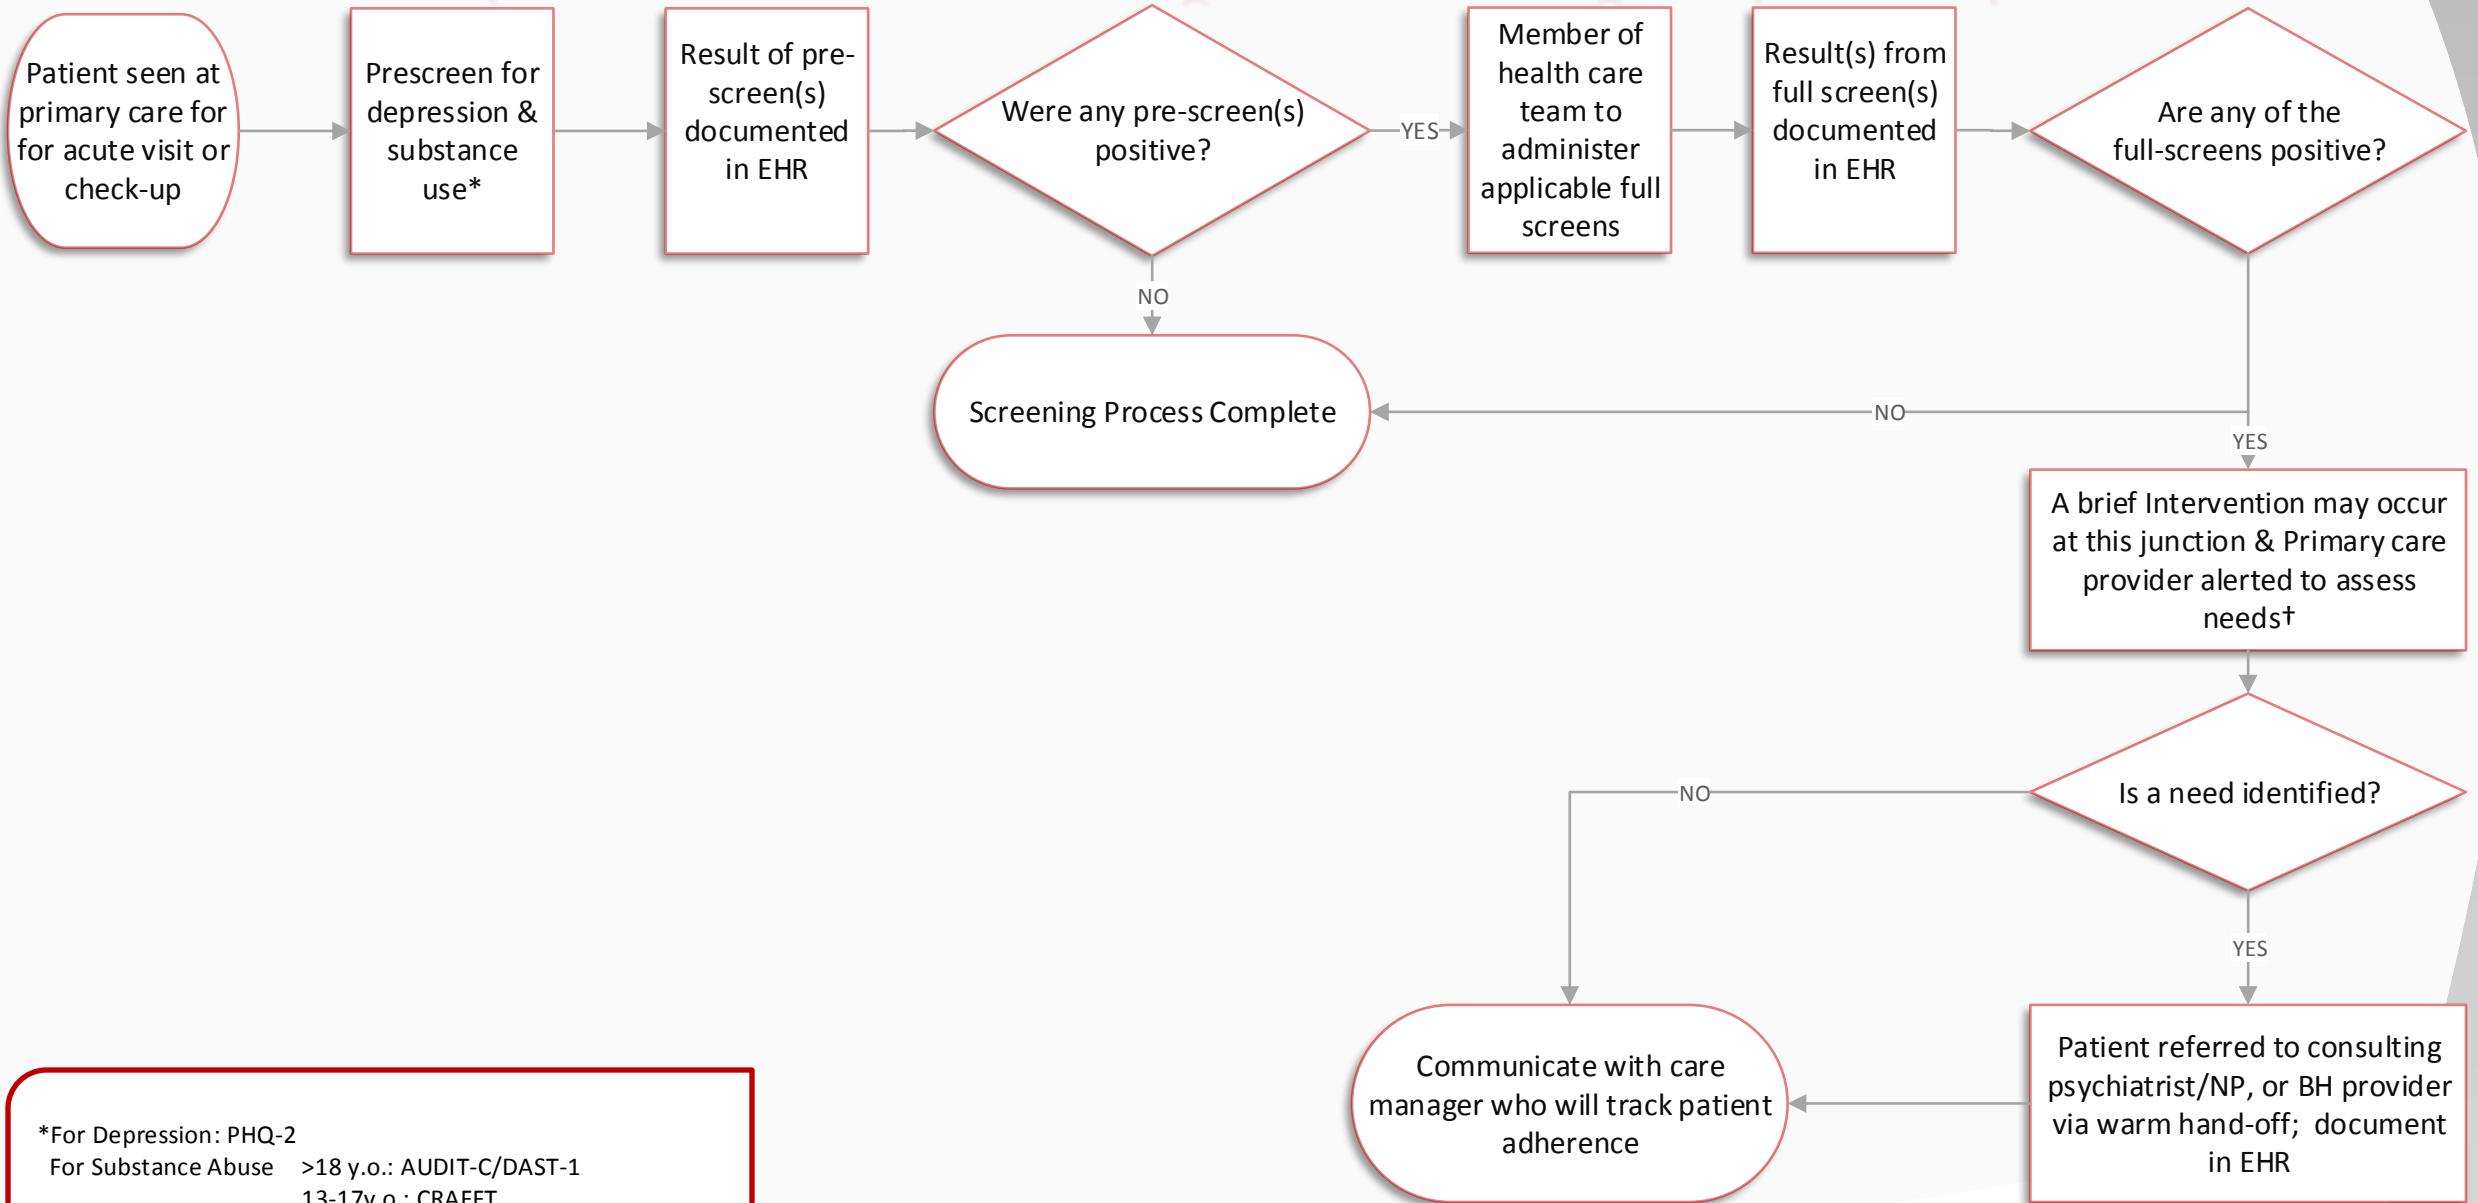 Patient seen at
primary care for
for acute visit or
check-up
Prescreen for
depression &
substance
use*
Result of pre-
screen(s)
documented
in EHR
Were any pre-screen(s)
positive?
YES
Member of
health care
team to
administer
applicable full
screens
Result(s) from
full screen(s)
documented
in EHR
Are any of the
full-screens positive?
NO
Screening Process Complete
NO
YES
A brief Intervention may occur
at this junction & Primary care
provider alerted to assess
needs†
Is a need identified?
NO
YES
Communicate with care
manager who will track patient
adherence
Patient referred to consulting
psychiatrist/NP, or BH provider
via warm hand-off; document
in EHR
*For Depression: PHQ-2
For Substance Abuse >18 y.o.: AUDIT-C/DAST-1
13-17y.o.: CRAFFT